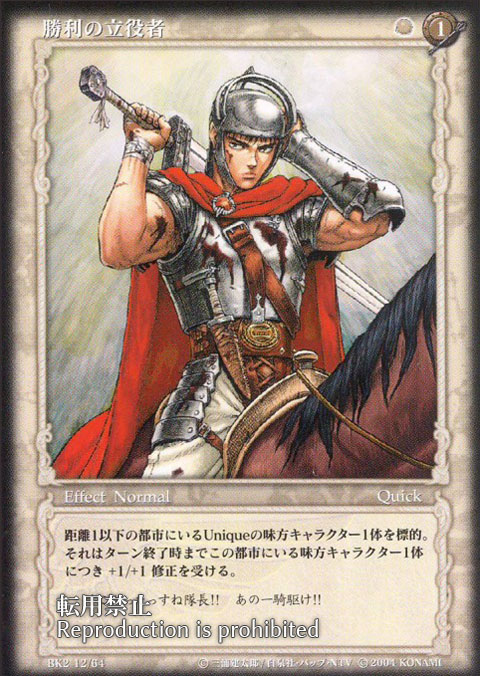 勝利の立役者
1
Effect Normal Quick
距離1以下の都市にいるUniqueの味方キャラクター1体を標的。
それはターン終了時までこの都市にいる味方キャラクター1体
につき +1/+1 修正を受ける。
っすね隊長!! あの一騎駆け!!
転用禁止
Reproduction is prohibited
BK2 12/64 © 三浦建太郎/白泉社・バップ・NTV © 2004 KONAMI